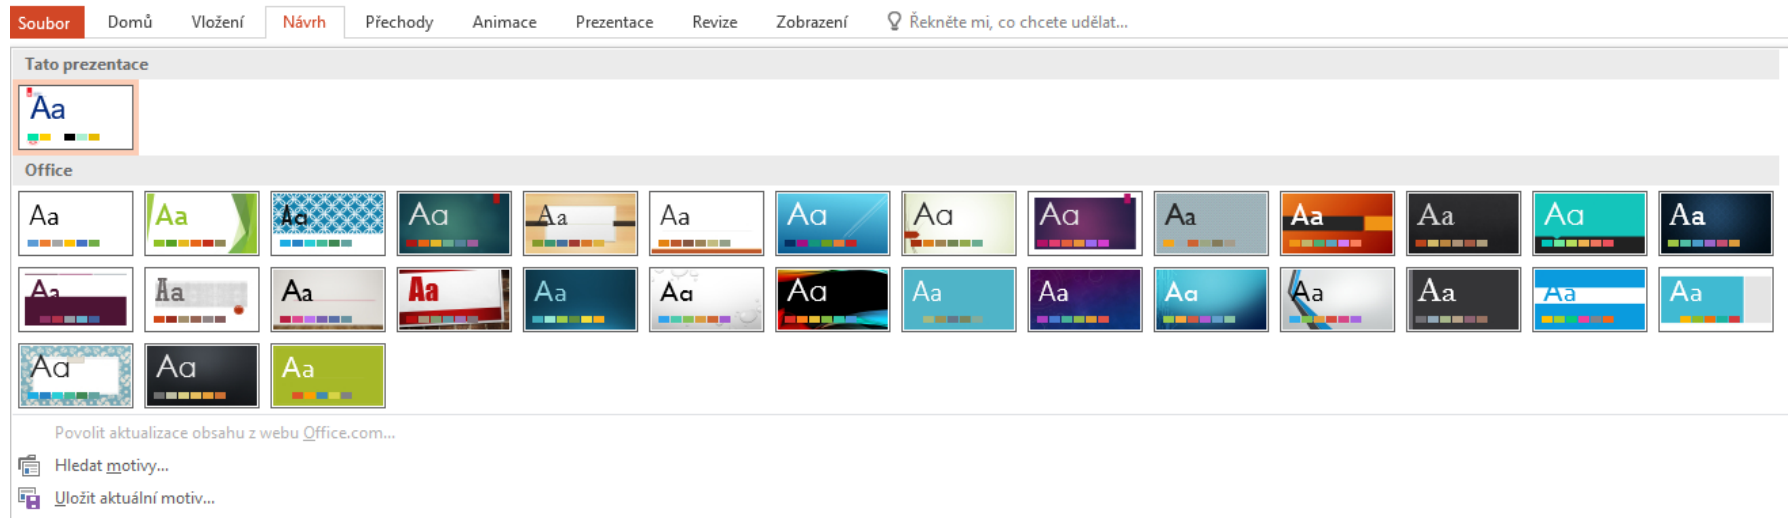 Soubor Domů Vložení Návrh Přechody Animace Prezentace Revize Zobrazení Řekněte mi, co chcete udělat...
Tato prezentace
Aa
Office
Aa Aa Aa Aa Aa Aa Aa Aa Aa Aa Aa Aa Aa Aa
Aa Aa Aa Aa Aa Aa Aa Aa Aa Aa Aa Aa Aa Aa
Aa Aa Aa
Povolit aktualizace obsahu z webu Office.com...
Hledat motivy...
Uložit aktuální motiv...